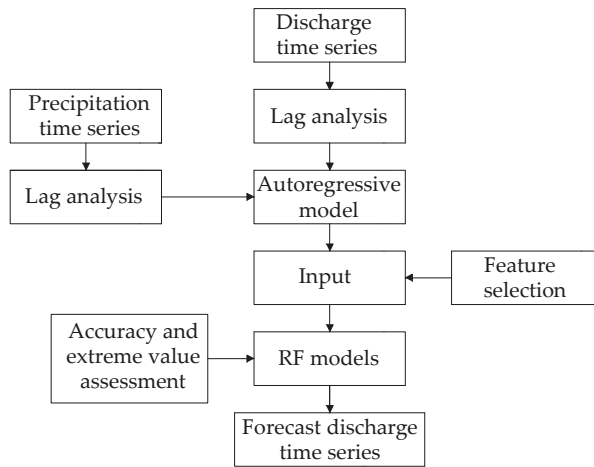 Discharge
time series
Precipitation
time series
Lag analysis
Lag analysis
Autoregressive
model
Input
Feature
selection
Accuracy and
extreme value
assessment
RF models
Forecast discharge
time series